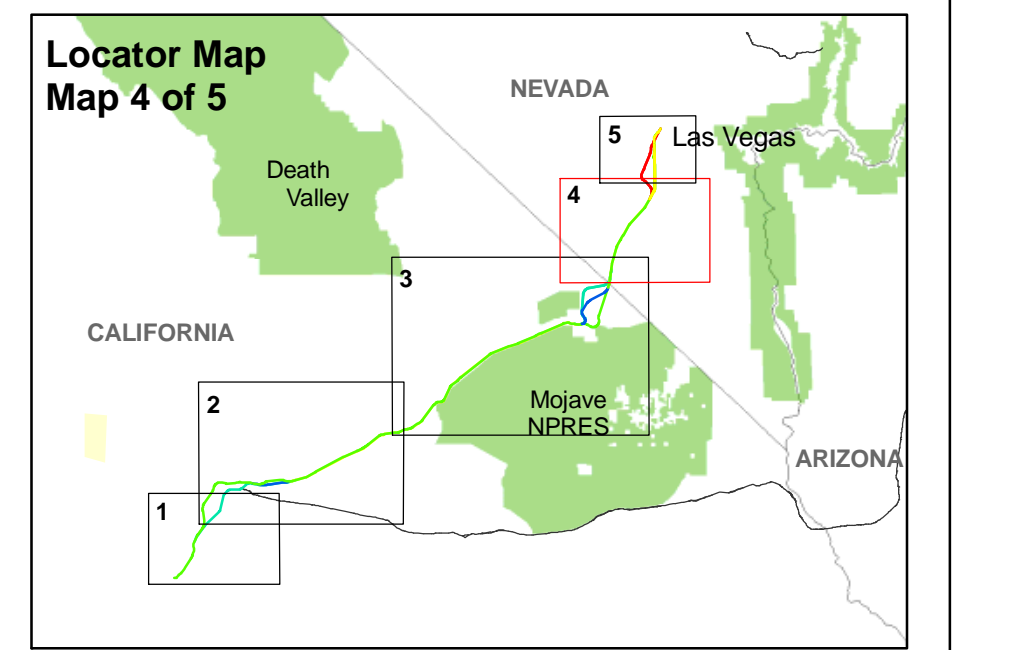 Locator Map
Map 4 of 5
NEVADA
5
Las Vegas
Death
Valley
4
3
CALIFORNIA
2
Mojave
NPRES
ARIZONA
1